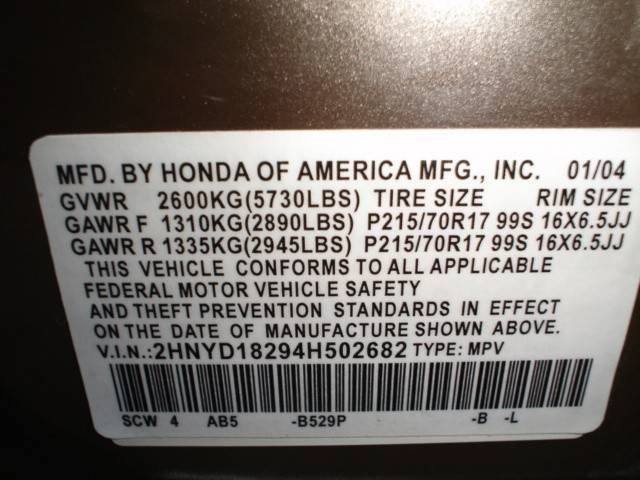 MFD. BY HONDA OF AMERICA MFG., INC. 01/04
GVWR 2600KG(5730LBS) TIRE SIZE RIM SIZE
GAWR F 1310KG(2890LBS) P215/70R17 99S 16X6.5JJ
GAWR R 1335KG(2945LBS) P215/70R17 99S 16X6.5JJ
THIS VEHICLE CONFORMS TO ALL APPLICABLE
FEDERAL MOTOR VEHICLE SAFETY
AND THEFT PREVENTION STANDARDS IN EFFECT
ON THE DATE OF MANUFACTURE SHOWN ABOVE.
V.I.N.:2HNYD18294H502682 TYPE: MPV
SCW 4 AB5 -B529P -B -L